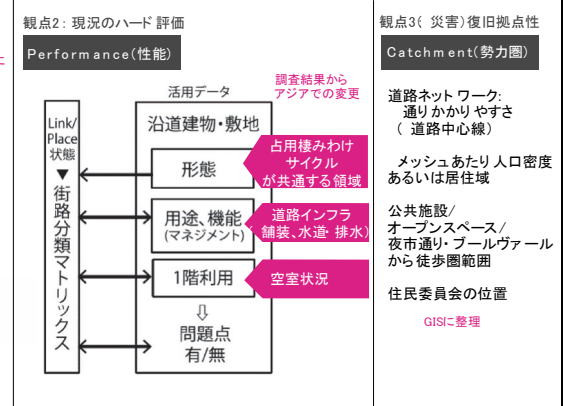 観点2: 現況のハード評価
Performance(性能)
調査結果から
アジアでの変更
活用データ
Link/
Place
状態
▼
街路分類マトリックス
沿道建物・敷地
形態
占用棲みわけ
サイクル
が共通する領域
用途、機能
(マネジメント)
道路インフラ
舗装、水道・排水)
1階利用
空室状況
⇩
問題点
有/無
観点3( 災害)復旧拠点性
Catchment(勢力圏)
道路ネットワーク:
通りかかりやすさ
( 道路中心線)
メッシュあたり人口密度
あるいは居住域
公共施設/
オープンスペース/
夜市通り・ブールヴァール
から徒歩圏範囲
住民委員会の位置
GISに整理